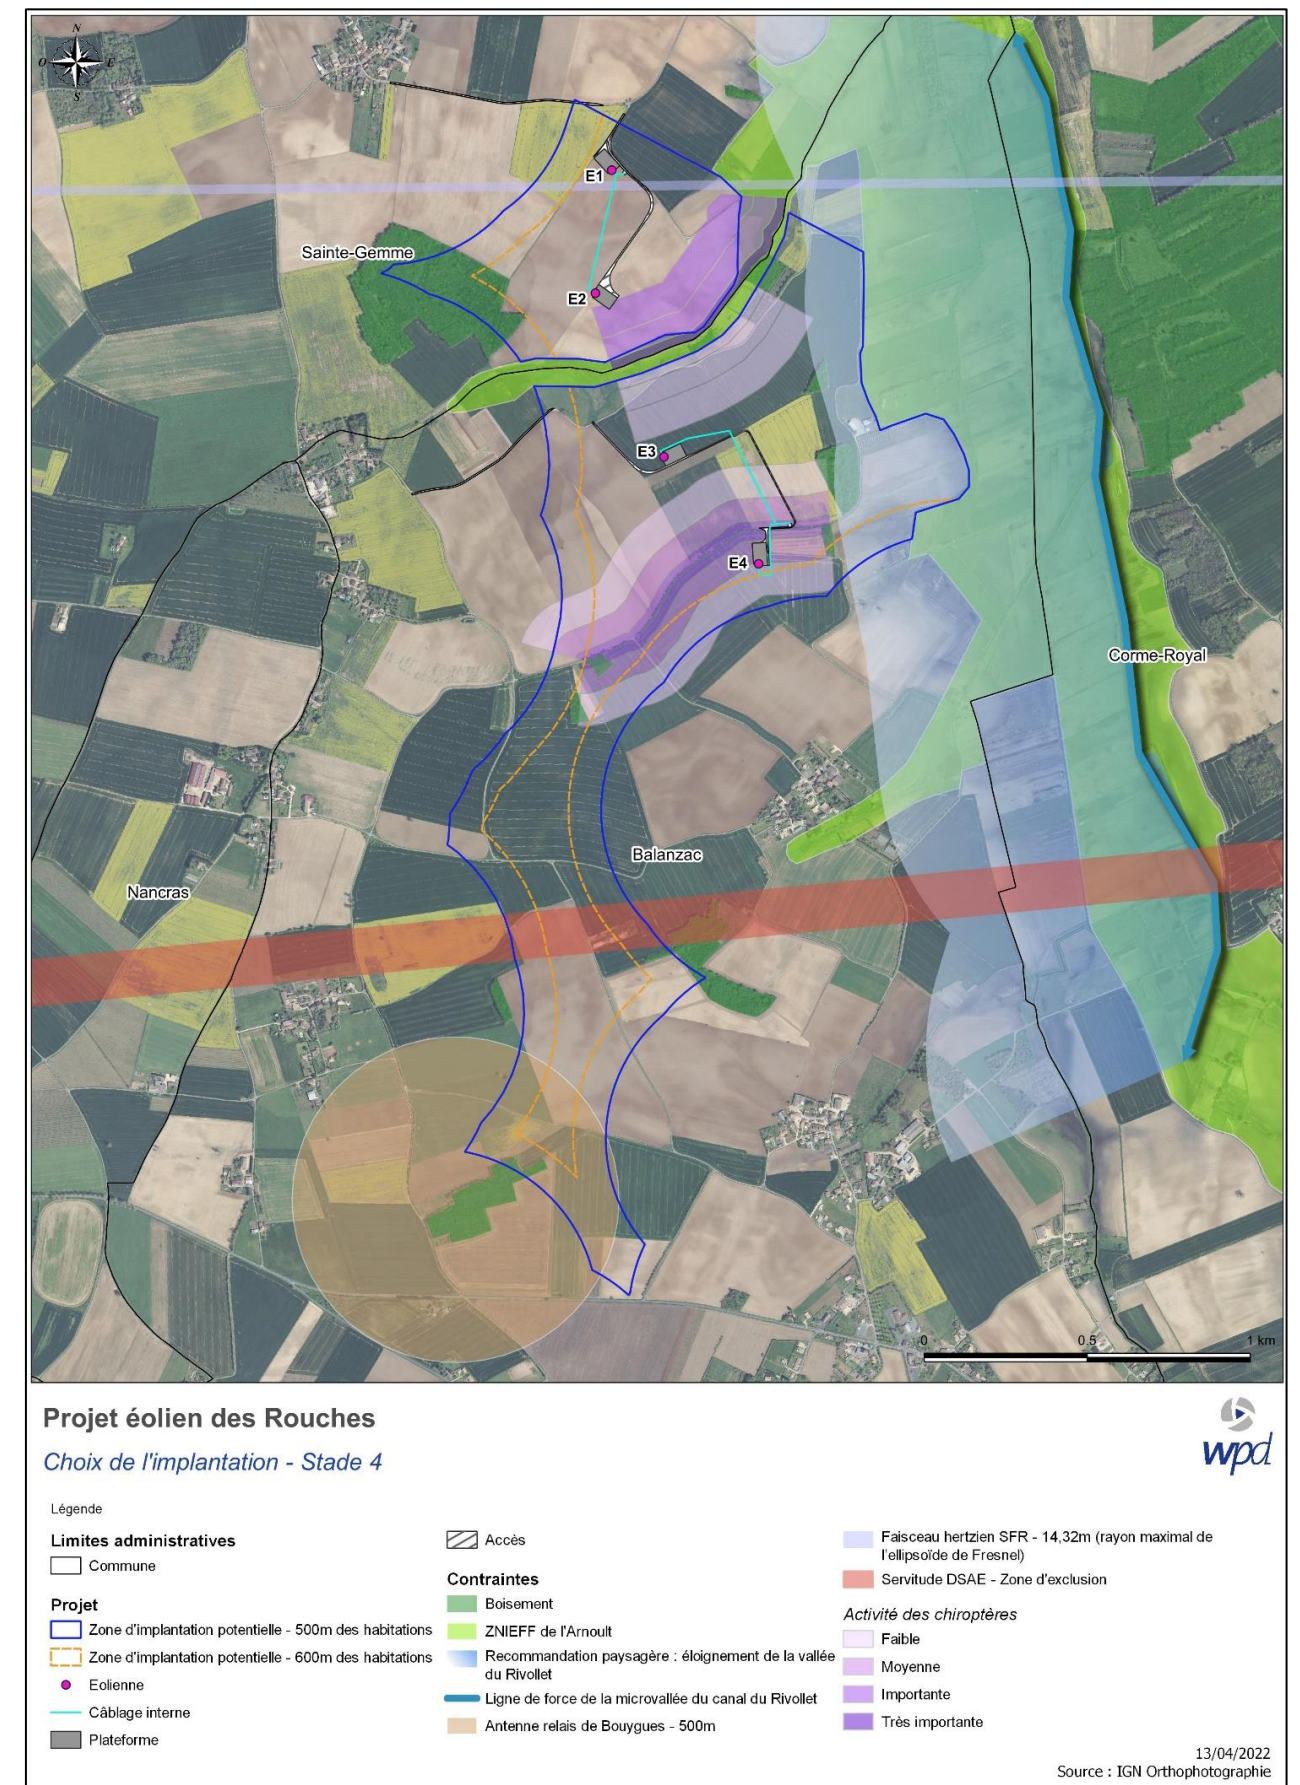 N
O
E
S
E1
Sainte-Gemme
E2
E3
E4
Corme-Royal
Balanzac
Nancras
0
0.5
1 km
Projet éolien des Rouches
Choix de l'implantation - Stade 4
wpd
Légende
Limites administratives
Commune
Projet
Zone d'implantation potentielle - 500m des habitations
Zone d'implantation potentielle - 600m des habitations
Eolienne
Câblage interne
Plateforme
Accès
Contraintes
Boisement
ZNIEFF de l'Arnoult
Recommandation paysagère : éloignement de la vallée
du Rivollet
Ligne de force de la microvallée du canal du Rivollet
Antenne relais de Bouygues - 500m
Faisceau hertzien SFR - 14,32m (rayon maximal de
l'ellipsoïde de Fresnel)
Servitude DSAE - Zone d'exclusion
Activité des chiroptères
Faible
Moyenne
Importante
Très importante
13/04/2022
Source : IGN Orthophotographie